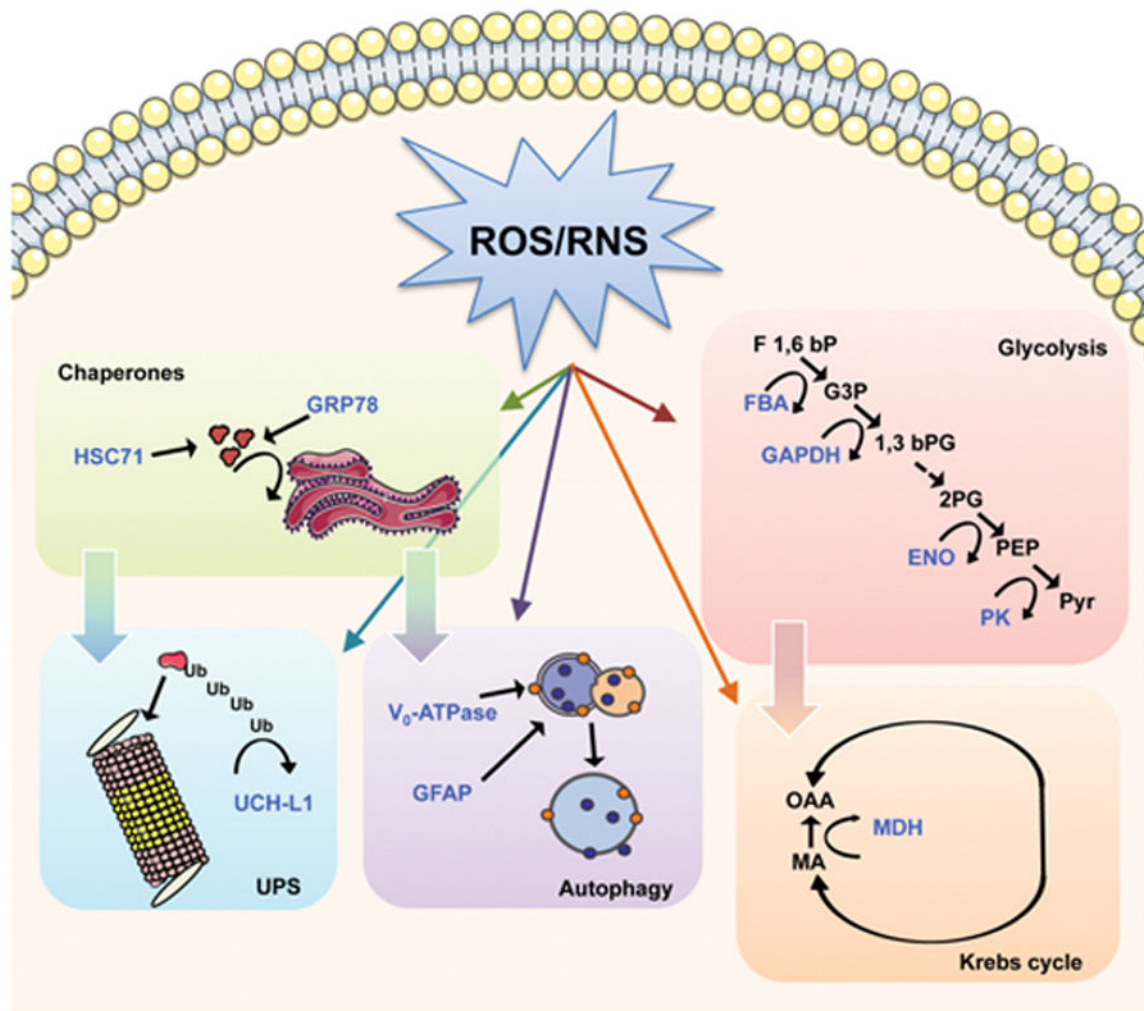 ROS/RNS
Chaperones
GRP78
HSC71
Glycolysis
F 1,6 bP
FBA
G3P
GAPDH
1,3 bPG
2PG
ENO
PEP
PK
Pyr
Ub
Ub
Ub
Ub
UCH-L1
UPS
V₀-ATPase
GFAP
Autophagy
OAA
MDH
MA
Krebs cycle